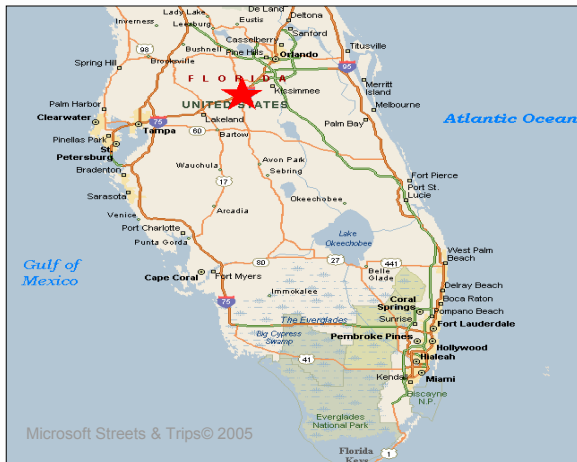 Lady Lake
De Land
Deltona
Inverness
Leesburg
Eustis
Sanford
Casselberry
Bushnell
Pine Hills
Orlando
Titusville
98
Spring Hill
Brooksville
95
FLORIDA
Kissimmee
Merritt
Island
Palm Harbor
UNITED STATES
Melbourne
Clearwater
75
Lakeland
Palm Bay
Atlantic Ocean
Tampa
60
Pinellas Park
Bartow
St.
Petersburg
Avon Park
Wauchula
Bradenton
Sebring
17
Fort Pierce
Sarasota
Port St.
Lucie
Arcadia
Okeechobee
Venice
Port Charlotte
Punta Gorda
Lake
Okeechobee
West Palm
Beach
80
27
441
Gulf of
Mexico
Cape Coral
Fort Myers
Belle
Glade
Delray Beach
Immokalee
Coral
Springs
Boca Raton
75
Pompano Beach
The Everglades
Sunrise
Fort Lauderdale
Big Cypress
Swamp
Pembroke Pines
Hollywood
41
Hialeah
Kendall
Miami
Biscayne
N.P.
Everglades
National Park
Microsoft Streets & Trips© 2005
Florida
Keys
1